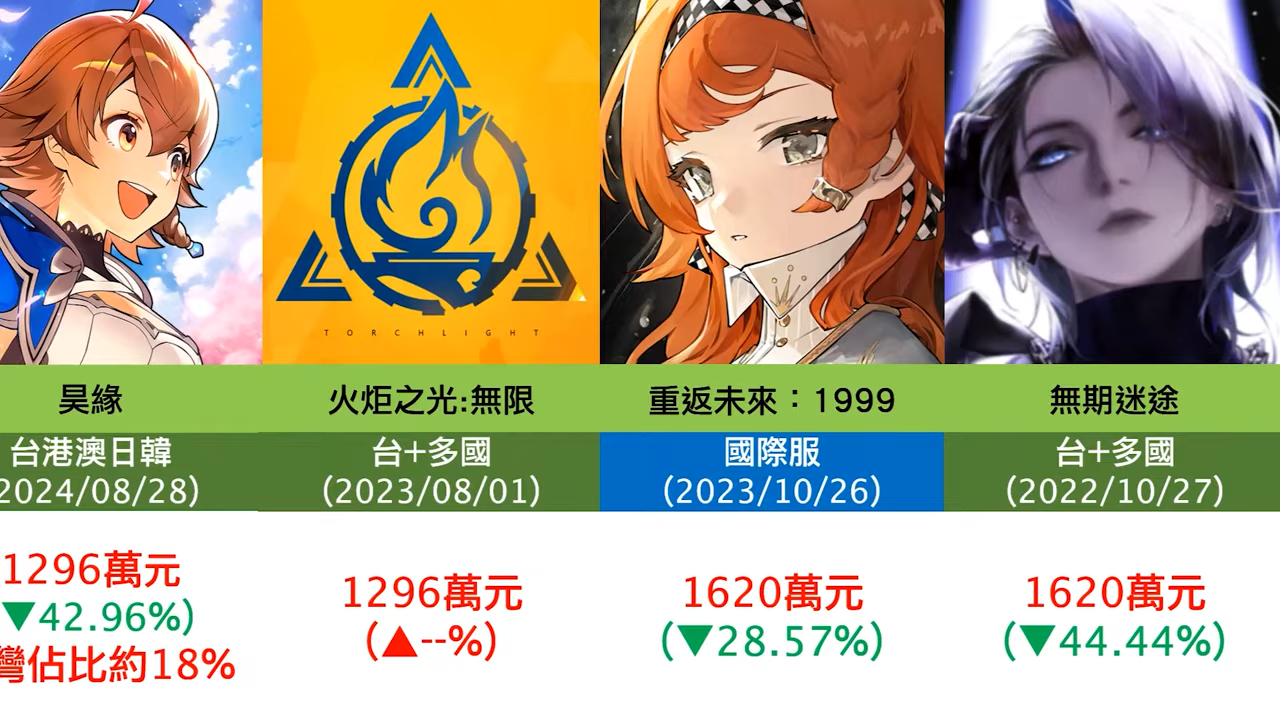 TORCHLIGHT
昊緣
火炬之光:無限
重返未來：1999
無期迷途
台港澳日韓
2024/08/28)
台+多國
(2023/08/01)
國際服
(2023/10/26)
台+多國
(2022/10/27)
1296萬元
▼42.96%)
灣佔比約18%
1296萬元
(▲--%)
1620萬元
(▼28.57%)
1620萬元
(▼44.44%)